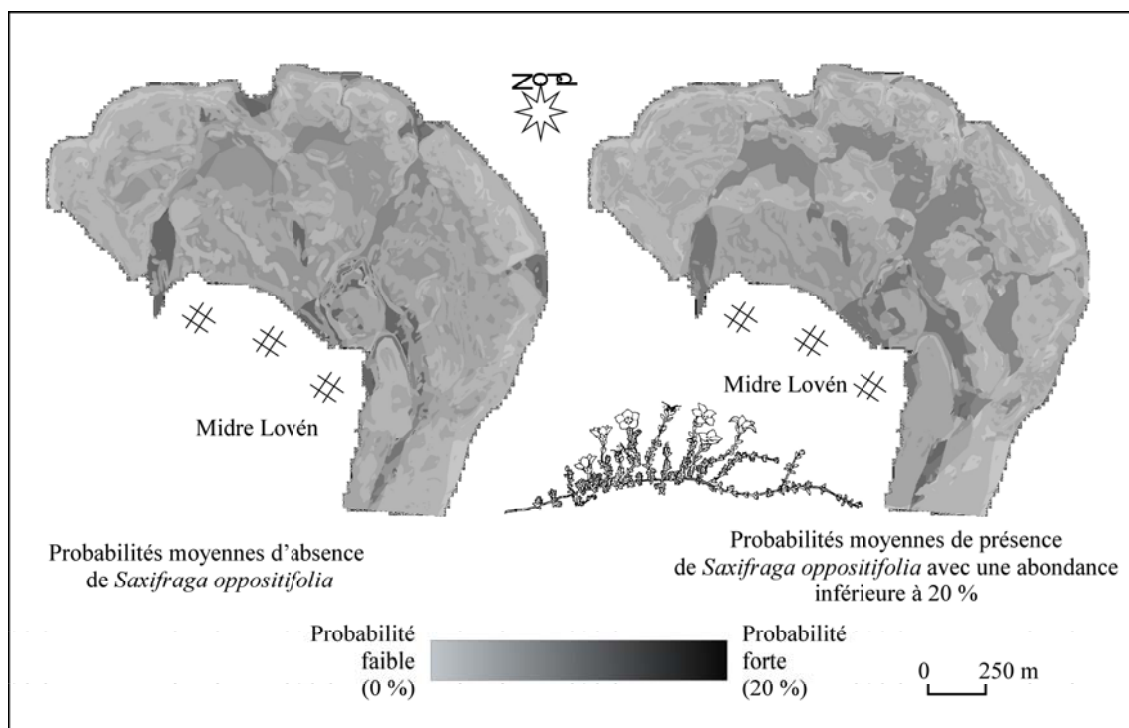 Nord
Midre Lovén
Midre Lovén
Probabilités moyennes d'absence
de Saxifraga oppositifolia
Probabilités moyennes de présence
de Saxifraga oppositifolia avec une abondance
inférieure à 20 %
Probabilité
faible
(0 %)
Probabilité
forte
(20 %)
0 250 m